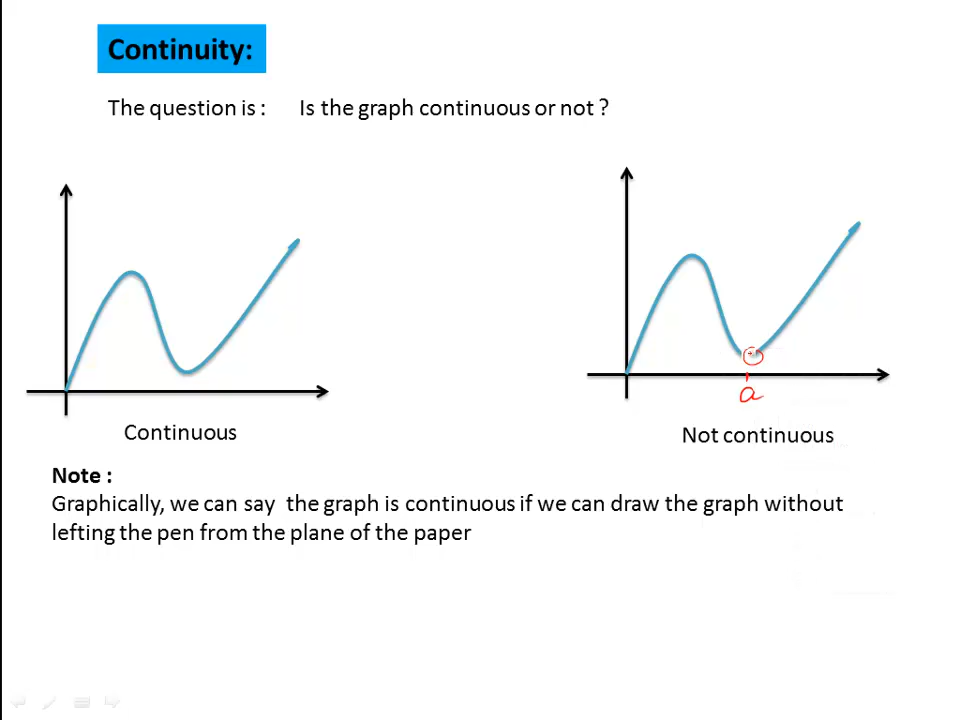 Continuity:
The question is : Is the graph continuous or not ?
a
Continuous
Not continuous
Note :
Graphically, we can say the graph is continuous if we can draw the graph without
lefting the pen from the plane of the paper